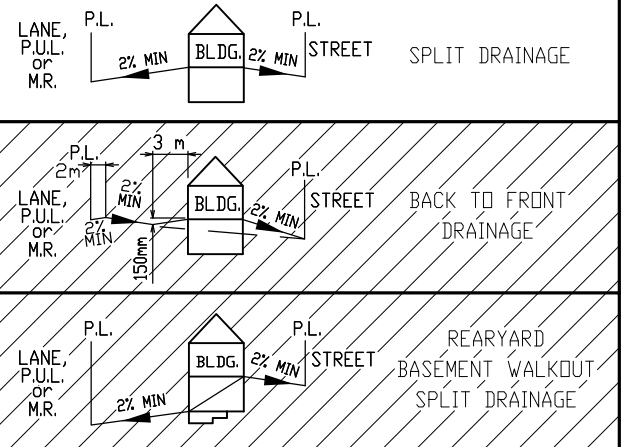 P.L.
P.L.
LANE,
P.U.L.
or
M.R.
2% MIN
BLDG.
2% MIN
STREET
SPLIT DRAINAGE
3 m
P.L.
2m
P.L.
LANE,
P.U.L.
or
M.R.
2%
MIN
2%
MIN
150mm
BLDG.
2% MIN
STREET
BACK TO FRONT
DRAINAGE
P.L.
P.L.
LANE,
P.U.L.
or
M.R.
2% MIN
BLDG.
2% MIN
STREET
REARYARD
BASEMENT WALKOUT
SPLIT DRAINAGE